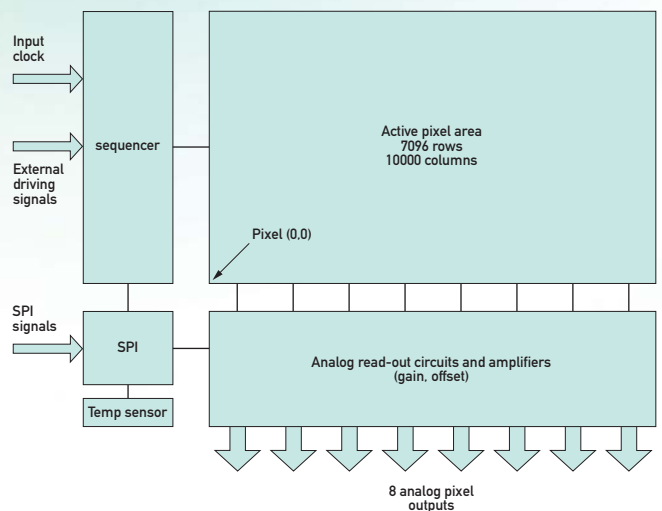 Input
clock
sequencer
External
driving
signals
Active pixel area
7096 rows
10000 columns
Pixel (0,0)
SPI
signals
SPI
Temp sensor
Analog read-out circuits and amplifiers
(gain, offset)
8 analog pixel
outputs